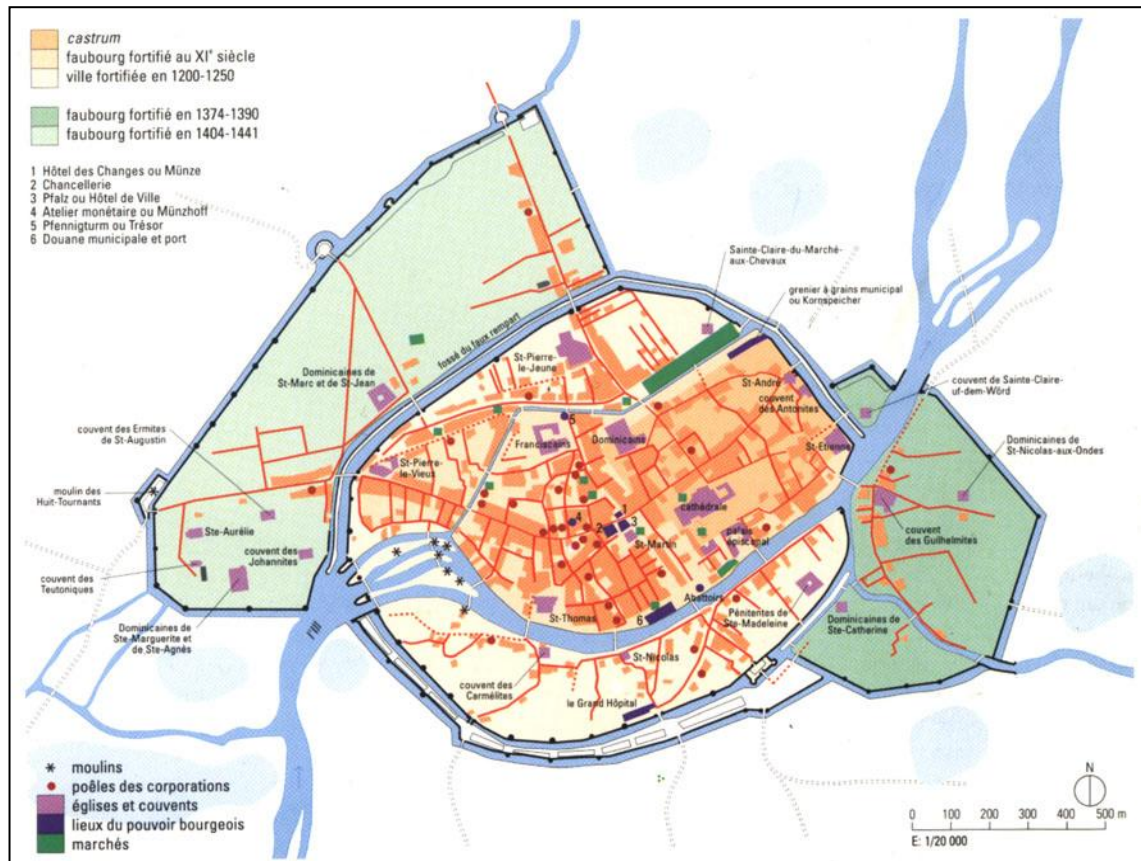 castrum
faubourg fortifié au XIe siècle
ville fortifiée en 1200-1250
faubourg fortifié en 1374-1390
faubourg fortifié en 1404-1441
1 Hôtel des Changes ou Münze
2 Chancellerie
3 Pfalz ou Hôtel de Ville
4 Atelier monétaire ou Münzhoff
5 Pfennigturm ou Trésor
6 Douane municipale et port
Sainte-Claire-du-Marché-
aux-Chevaux
grenier à grains municipal
ou Kornspeicher
fossé du faux rempart
St-Pierre-
le-Jeune
Dominicaines de
St-Marc et de St-Jean
St-André
couvent
des Antonites
couvent de Sainte-Claire-
uf-dem-Wörd
couvent des Ermites
de St-Augustin
5
Franciscains
Dominicains
St-Etienne
Dominicaines de
St-Nicolas-aux-Ondes
St-Pierre-
le-Vieux
moulin des
Huit-Tournants
cathédrale
4
1
2
3
couvent
des Guilhelmites
Ste-Aurélie
St-Martin
palais
épiscopal
couvent des
Johannites
couvent des
Teutoniques
Abattoirs
St-Thomas
6
Pénitentes de
Ste-Madeleine
Dominicaines de
Ste-Catherine
Dominicaines de
Ste-Marguerite et
de Ste-Agnès
l'Ill
St-Nicolas
couvent des
Carmélites
le Grand Hôpital
moulins
poêles des corporations
églises et couvents
lieux du pouvoir bourgeois
marchés
N
0 100 200 300 400 500 m
E: 1/20 000